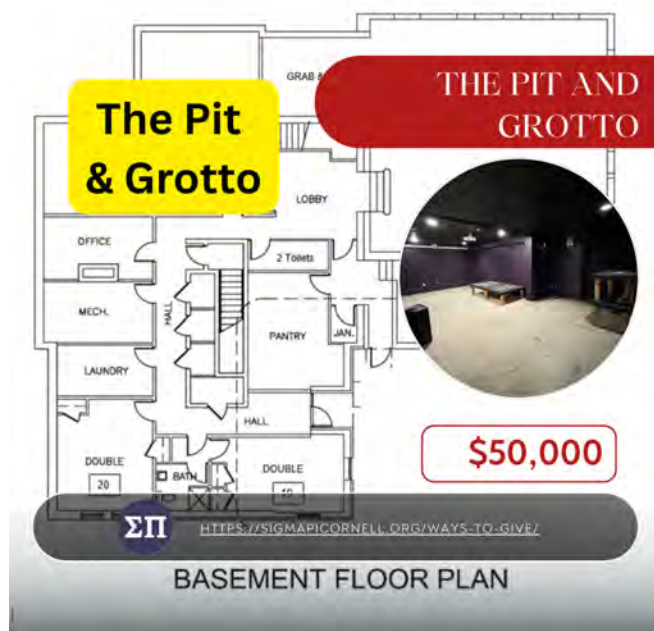 GRAB &
THE PIT AND
GROTTO
The Pit
& Grotto
LOBBY
OFFICE
2 Toilets
MECH.
HALL
PANTRY
JAN.
LAUNDRY
HALL
$50,000
DOUBLE
20
BATH
DOUBLE
ΣΠ
HTTPS://SIGMAPICORNELL.ORG/WAYS-TO-GIVE/
BASEMENT FLOOR PLAN